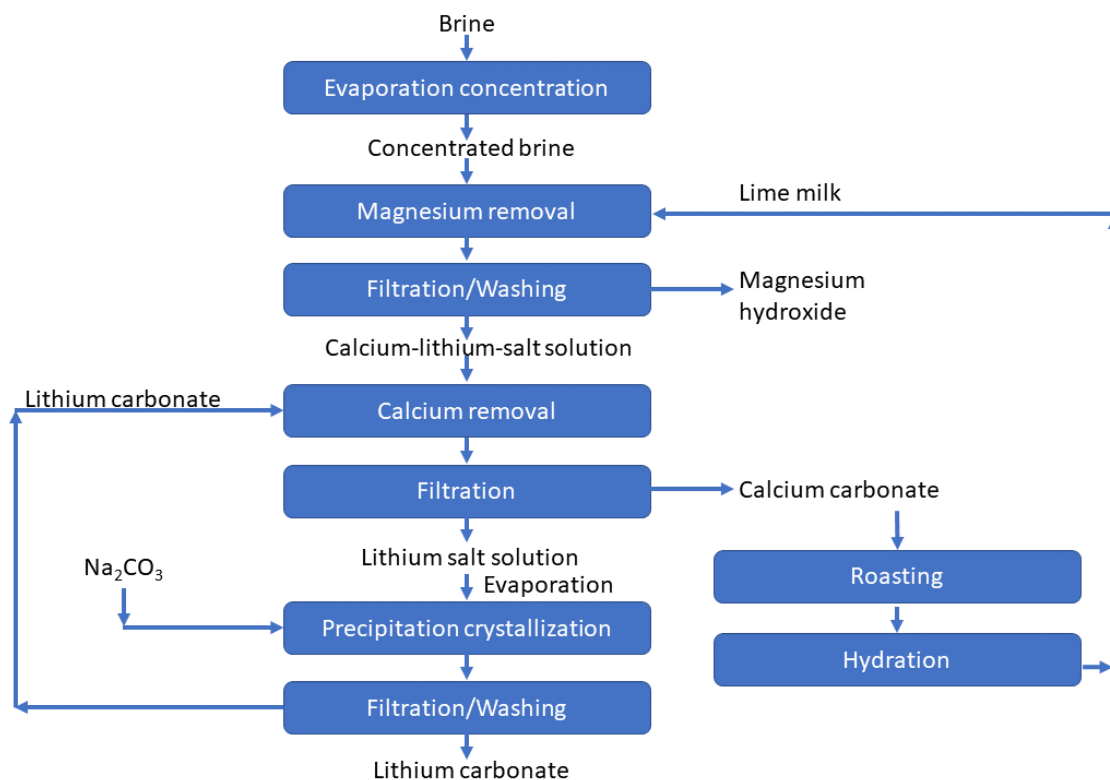 Brine
Evaporation concentration
Concentrated brine
Lime milk
Magnesium removal
Filtration/Washing
Magnesium
hydroxide
Calcium-lithium-salt solution
Lithium carbonate
Calcium removal
Filtration
Calcium carbonate
Lithium salt solution
Na₂CO₃
Evaporation
Roasting
Precipitation crystallization
Hydration
Filtration/Washing
Lithium carbonate